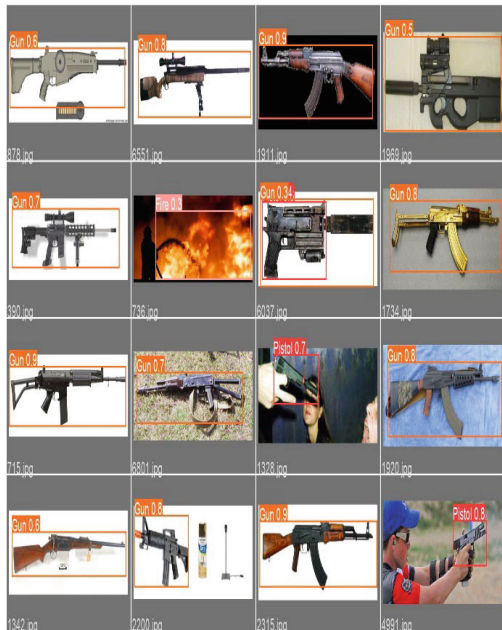 Gun 0.6
Gun 0.8
Gun 0.9
Gun 0.5
878.jpg
6551.jpg
1911.jpg
1969.jpg
Gun 0.7
Fire 0.3
Gun 0.8
390.jpg
736.jpg
6037.jpg
1734.jpg
Gun 0.9
Gun 0.7
Pistol 0.7
Gun 0.8
715.jpg
6801.jpg
1328.jpg
1920.jpg
Gun 0.6
Gun 0.8
Gun 0.9
Pistol 0.8
1342.jpg
2200.jpg
2315.jpg
4991.jpg